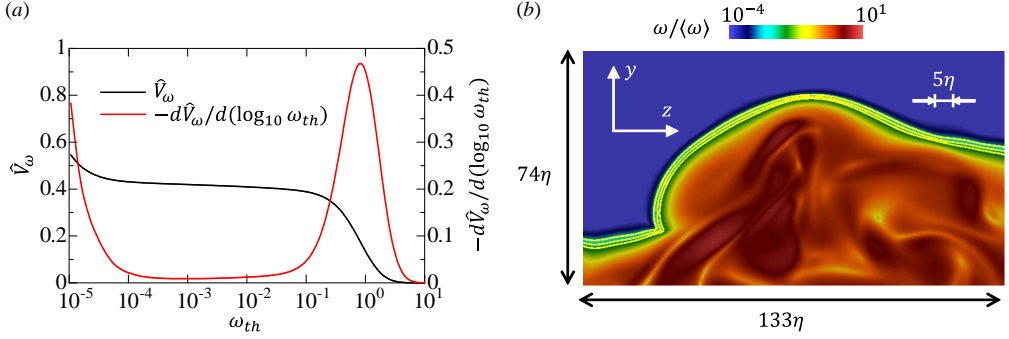 (a)
(b)
ω/⟨ω⟩ 10⁻⁴ 10¹
1 0.5
0.8 0.4
0.6 0.3
0.4 0.2
0.2 0.1
0 0.0
V̂_ω
−dV̂_ω/d(log₁₀ ω_th)
V̂_ω
−dV̂_ω/d(log₁₀ ω_th)
10⁻⁵ 10⁻⁴ 10⁻³ 10⁻² 10⁻¹ 10⁰ 10¹
ω_th
y
z
5η
74η
133η